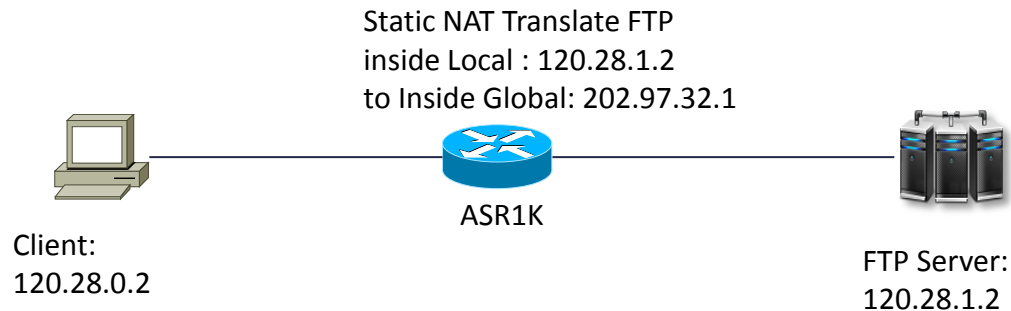 Static NAT Translate FTP
inside Local : 120.28.1.2
to Inside Global: 202.97.32.1
ASR1K
Client:
120.28.0.2
FTP Server:
120.28.1.2